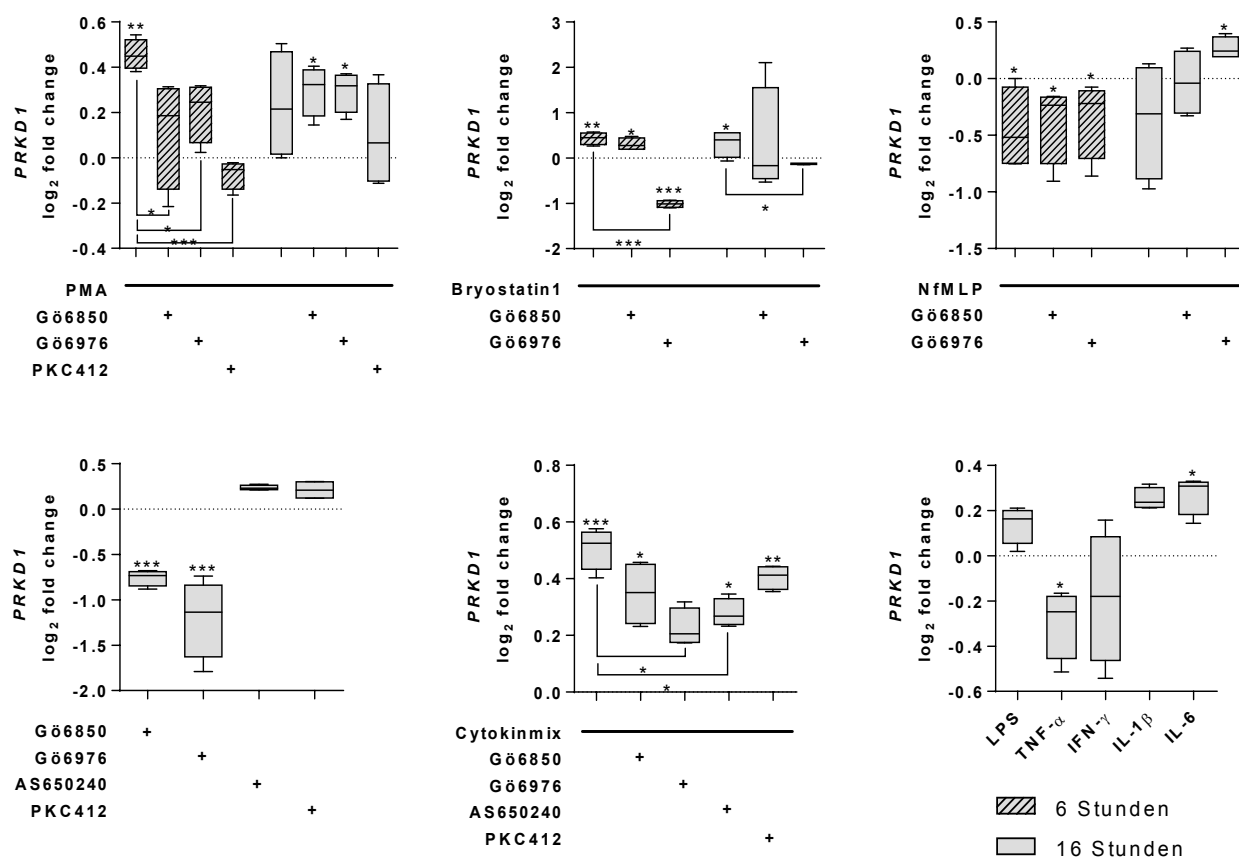 PRKD1
log2 fold change
0.6
0.4
0.2
0.0
-0.2
-0.4
**
* *
*
*
***
PMA
Gö6850 + +
Gö6976 + +
PKC412 + +
PRKD1
log2 fold change
3
2
1
0
-1
-2
** * *
***
*
***
Bryostatin1
Gö6850 + +
Gö6976 + +
PRKD1
log2 fold change
0.5
0.0
-0.5
-1.0
-1.5
* * * *
NfMLP
Gö6850 + +
Gö6976 + +
PRKD1
log2 fold change
0.5
0.0
-0.5
-1.0
-1.5
-2.0
*** ***
Gö6850 +
Gö6976 +
AS650240 +
PKC412 +
PRKD1
log2 fold change
0.8
0.6
0.4
0.2
0.0
*** * * **
*
*
Cytokinmix
Gö6850 +
Gö6976 +
AS650240 +
PKC412 +
PRKD1
log2 fold change
0.4
0.2
0.0
-0.2
-0.4
-0.6
* *
LPS
TNF-α
IFN-γ
IL-1β
IL-6
6 Stunden
16 Stunden